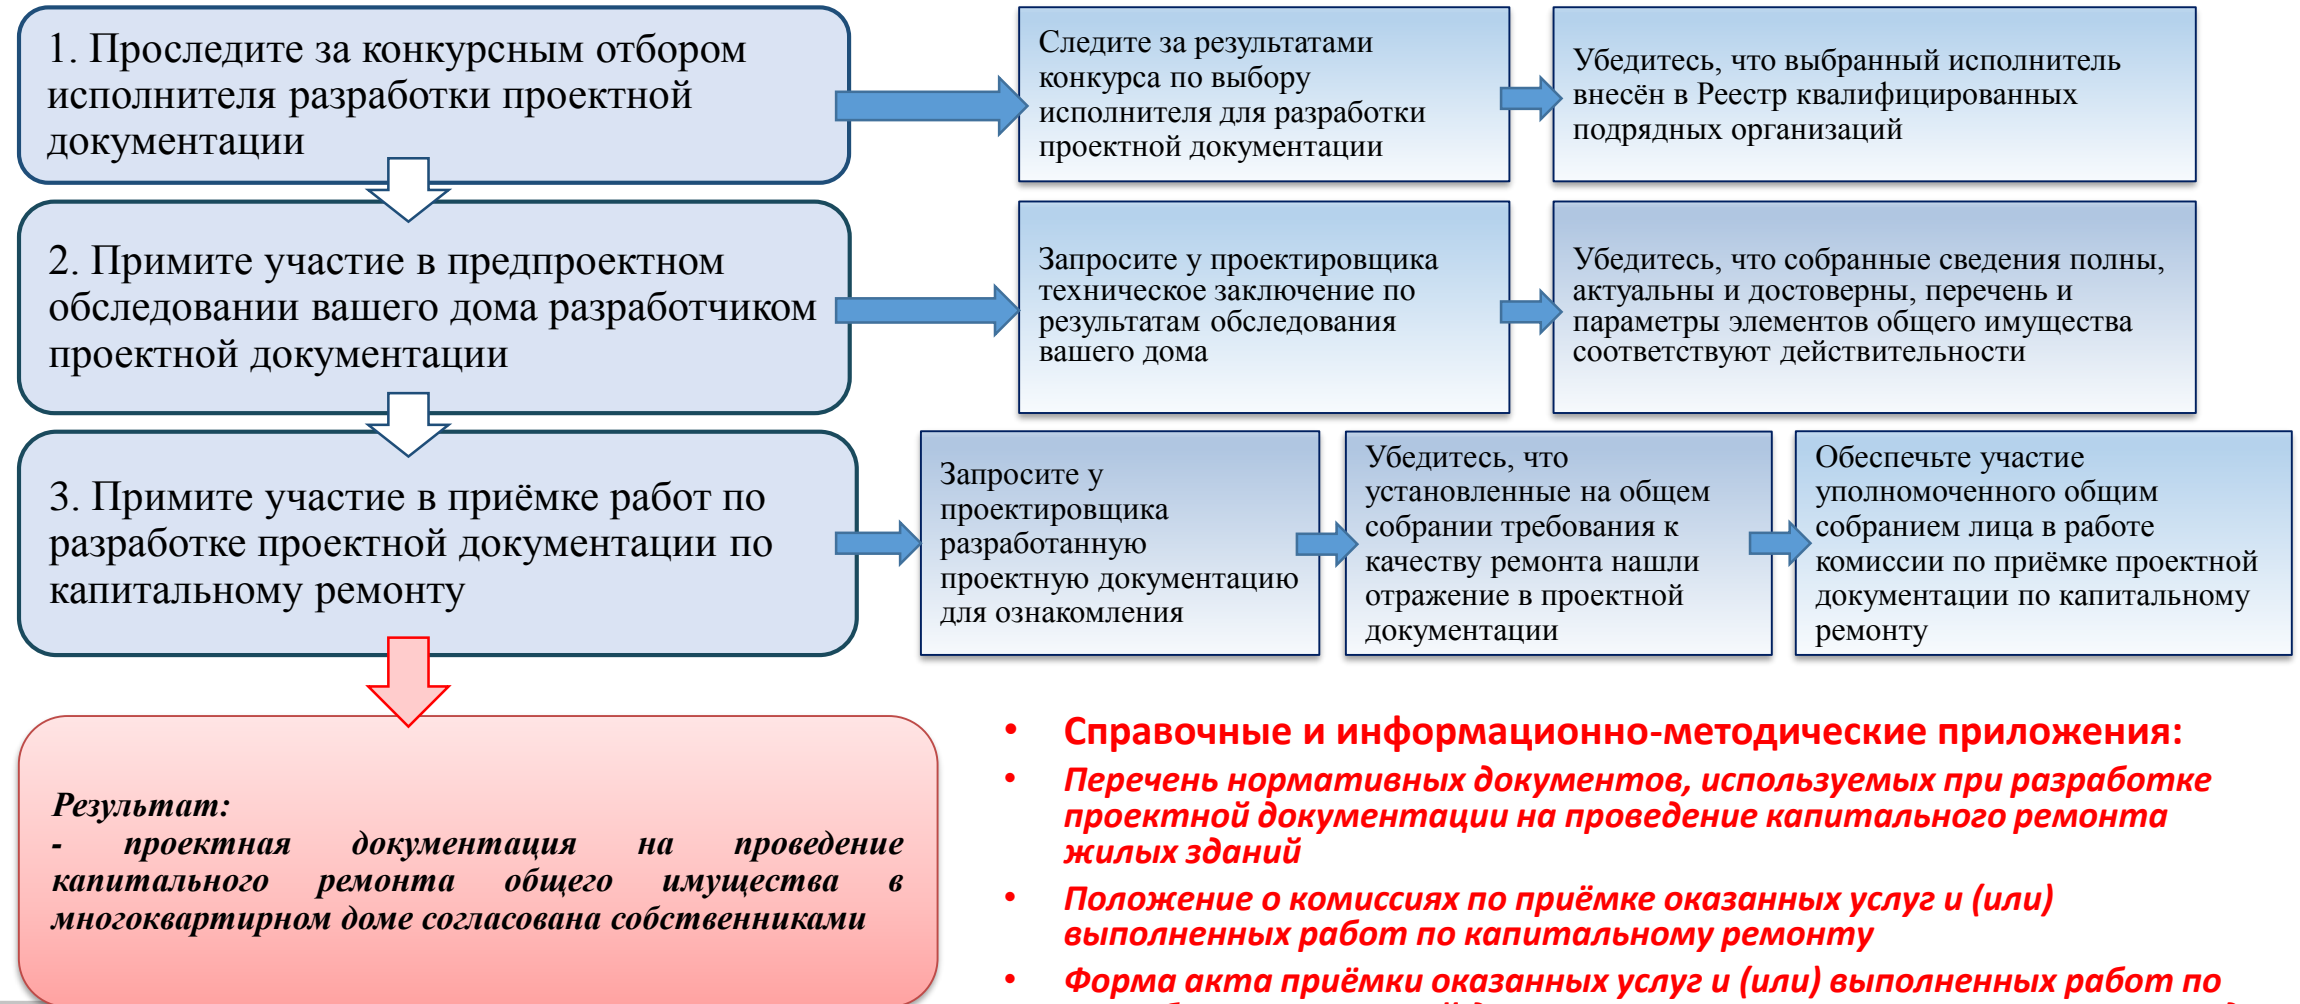 1. Проследите за конкурсным отбором
исполнителя разработки проектной
документации
Следите за результатами
конкурса по выбору
исполнителя для разработки
проектной документации
Убедитесь, что выбранный исполнитель
внесён в Реестр квалифицированных
подрядных организаций
2. Примите участие в предпроектном
обследовании вашего дома разработчиком
проектной документации
Запросите у проектировщика
техническое заключение по
результатам обследования
вашего дома
Убедитесь, что собранные сведения полны,
актуальны и достоверны, перечень и
параметры элементов общего имущества
соответствуют действительности
3. Примите участие в приёмке работ по
разработке проектной документации по
капитальному ремонту
Запросите у
проектировщика
разработанную
проектную документацию
для ознакомления
Убедитесь, что
установленные на общем
собрании требования к
качеству ремонта нашли
отражение в проектной
документации
Обеспечьте участие
уполномоченного общим
собранием лица в работе
комиссии по приёмке проектной
документации по капитальному
ремонту
Результат:
- проектная документация на проведение
капитального ремонта общего имущества в
многоквартирном доме согласована собственниками
• Справочные и информационно-методические приложения:
• Перечень нормативных документов, используемых при разработке
проектной документации на проведение капитального ремонта
жилых зданий
• Положение о комиссиях по приёмке оказанных услуг и (или)
выполненных работ по капитальному ремонту
• Форма акта приёмки оказанных услуг и (или) выполненных работ по